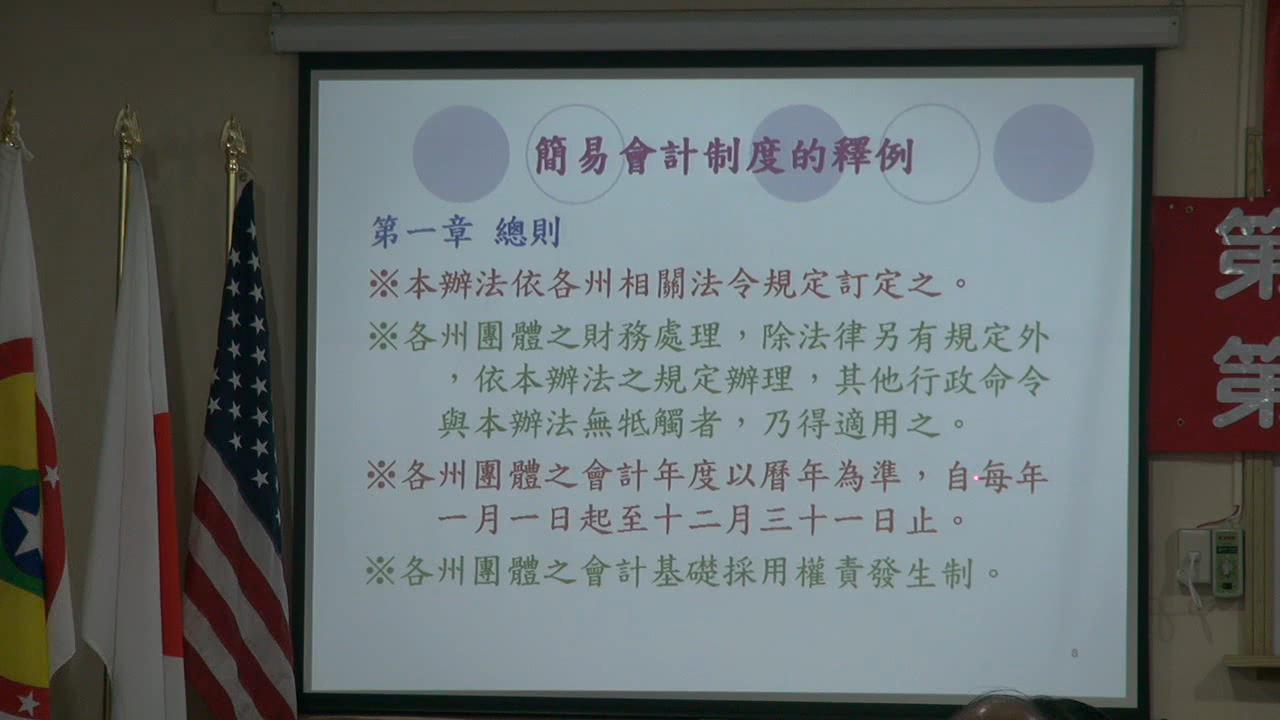 簡易會計制度的釋例
第一章 總則
※本辦法依各州相關法令規定訂定之。
※各州團體之財務處理，除法律另有規定外
，依本辦法之規定辦理，其他行政命令
與本辦法無牴觸者，乃得適用之。
※各州團體之會計年度以曆年為準，自每年
一月一日起至十二月三十一日止。
※各州團體之會計基礎採用權責發生制。
8
第
第